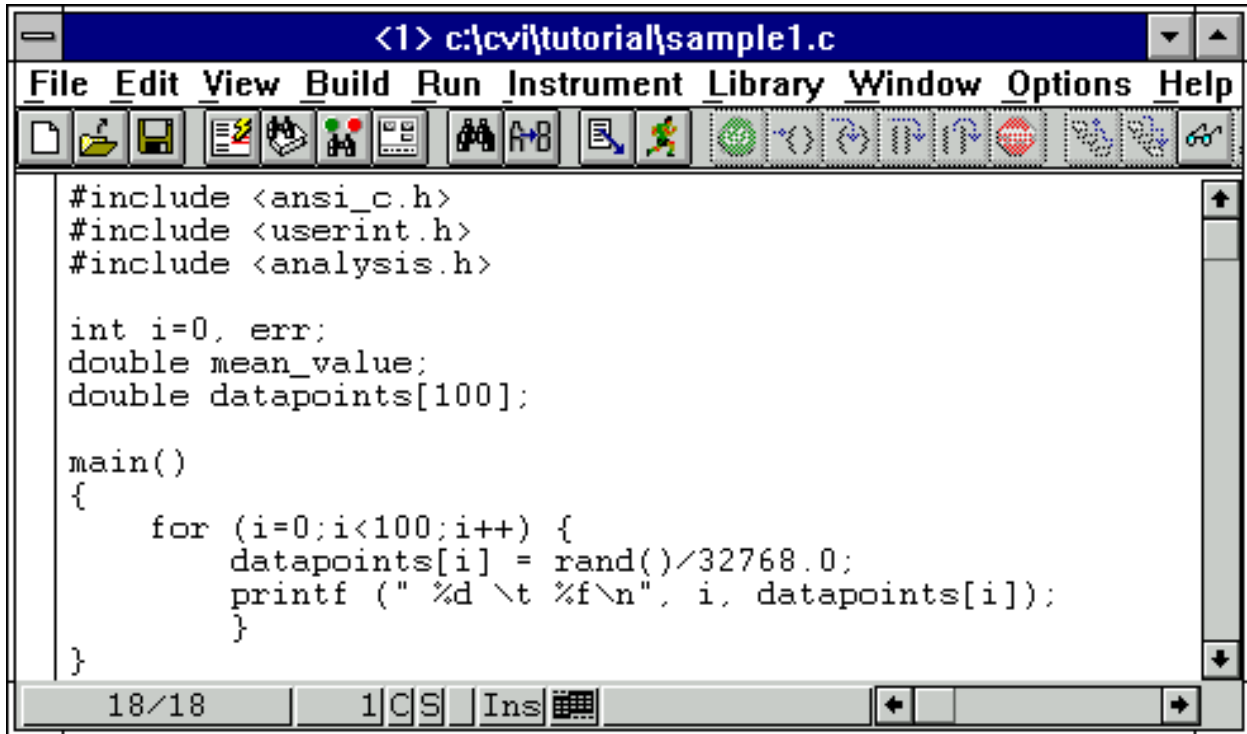 <1> c:\cvi\tutorial\sample1.c
File Edit View Build Run Instrument Library Window Options Help
A→B
#include <ansi_c.h>
#include <userint.h>
#include <analysis.h>
int i=0, err;
double mean_value;
double datapoints[100];
main()
{
for (i=0;i<100;i++) {
datapoints[i] = rand()/32768.0;
printf (" %d \t %f\n", i, datapoints[i]);
}
}
18/18 1 C S Ins